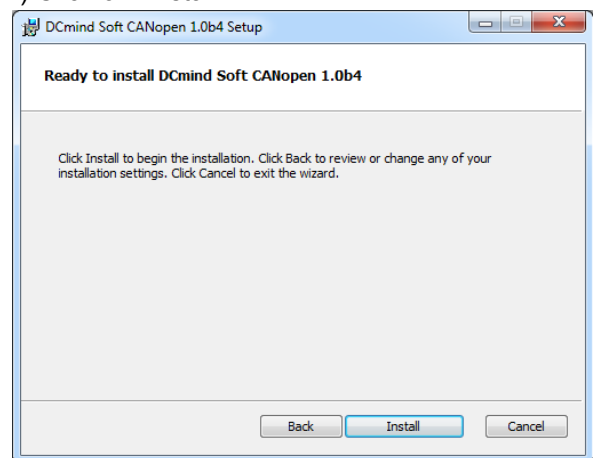 DCmind Soft CANopen 1.0b4 Setup
Ready to install DCmind Soft CANopen 1.0b4
Click Install to begin the installation. Click Back to review or change any of your
installation settings. Click Cancel to exit the wizard.
Back Install Cancel